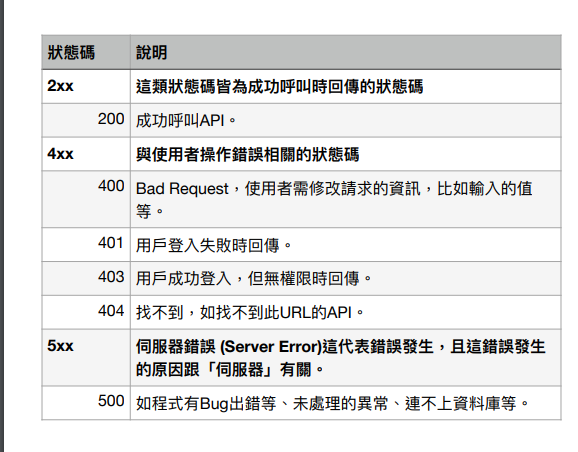 狀態碼 說明
2xx 這類狀態碼皆為成功呼叫時回傳的狀態碼
200 成功呼叫API。
4xx 與使用者操作錯誤相關的狀態碼
400 Bad Request，使用者需修改請求的資訊，比如輸入的值
等。
401 用戶登入失敗時回傳。
403 用戶成功登入，但無權限時回傳。
404 找不到，如找不到此URL的API。
5xx 伺服器錯誤 (Server Error)這代表錯誤發生，且這錯誤發生
的原因跟「伺服器」有關。
500 如程式有Bug出錯等、未處理的異常、連不上資料庫等。